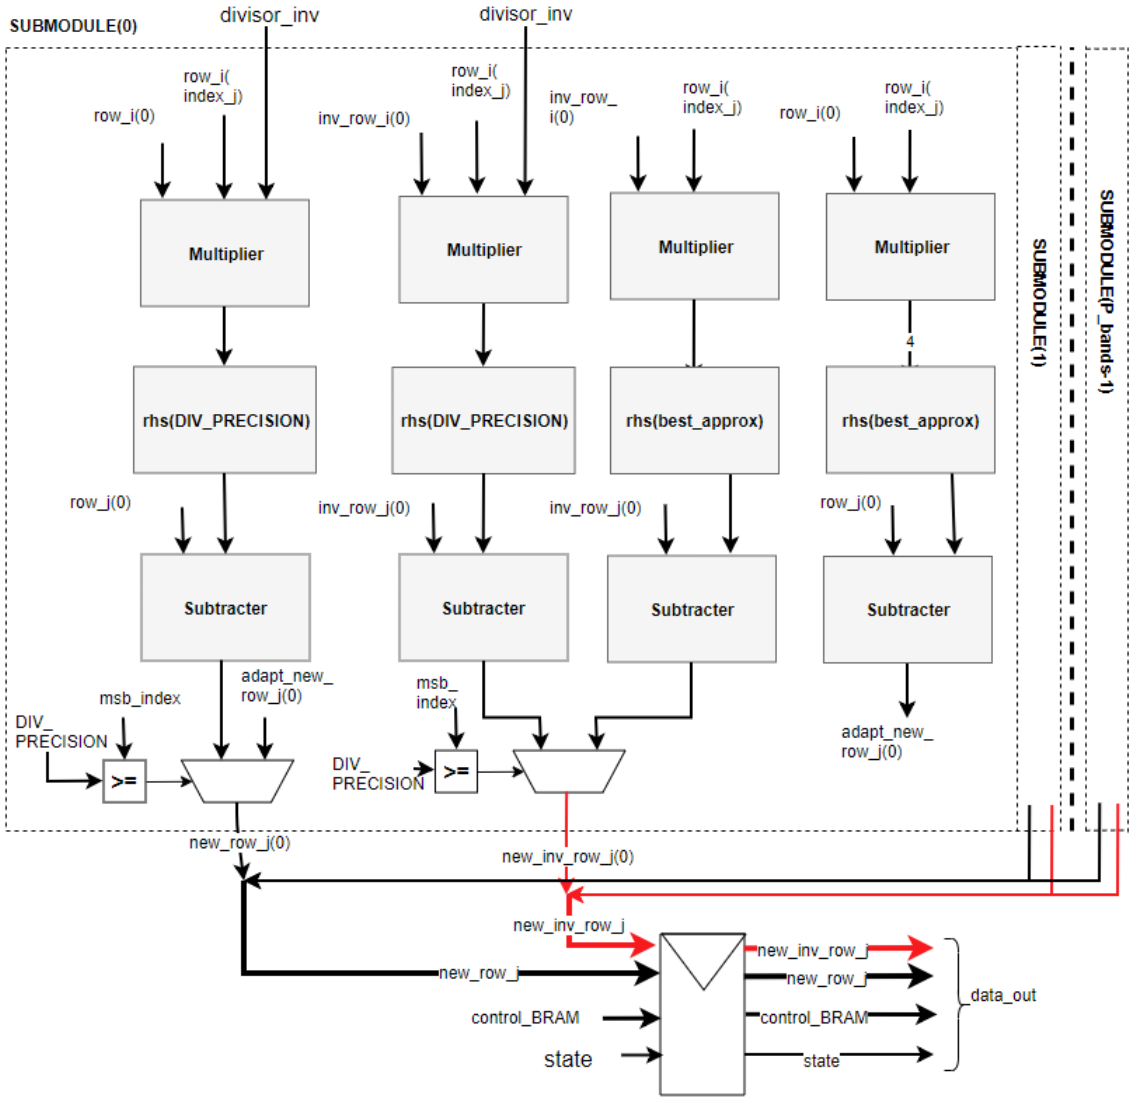 SUBMODULE(0)
divisor_inv
divisor_inv
row_i(0)
row_i(
index_j)
inv_row_i(0)
row_i(
index_j)
inv_row_
i(0)
row_i(
index_j)
row_i(0)
row_i(
index_j)
Multiplier
Multiplier
Multiplier
Multiplier
4
rhs(DIV_PRECISION)
rhs(DIV_PRECISION)
rhs(best_approx)
rhs(best_approx)
row_j(0)
inv_row_j(0)
inv_row_j(0)
row_j(0)
Subtracter
Subtracter
Subtracter
Subtracter
msb_index
adapt_new_
row_j(0)
msb_
index
adapt_new_
row_j(0)
DIV_
PRECISION
>=
DIV_
PRECISION
>=
SUBMODULE(1)
SUBMODULE(P_bands-1)
new_row_j(0)
new_inv_row_j(0)
new_inv_row_j
new_row_j
control_BRAM
state
new_inv_row_j
new_row_j
control_BRAM
state
data_out